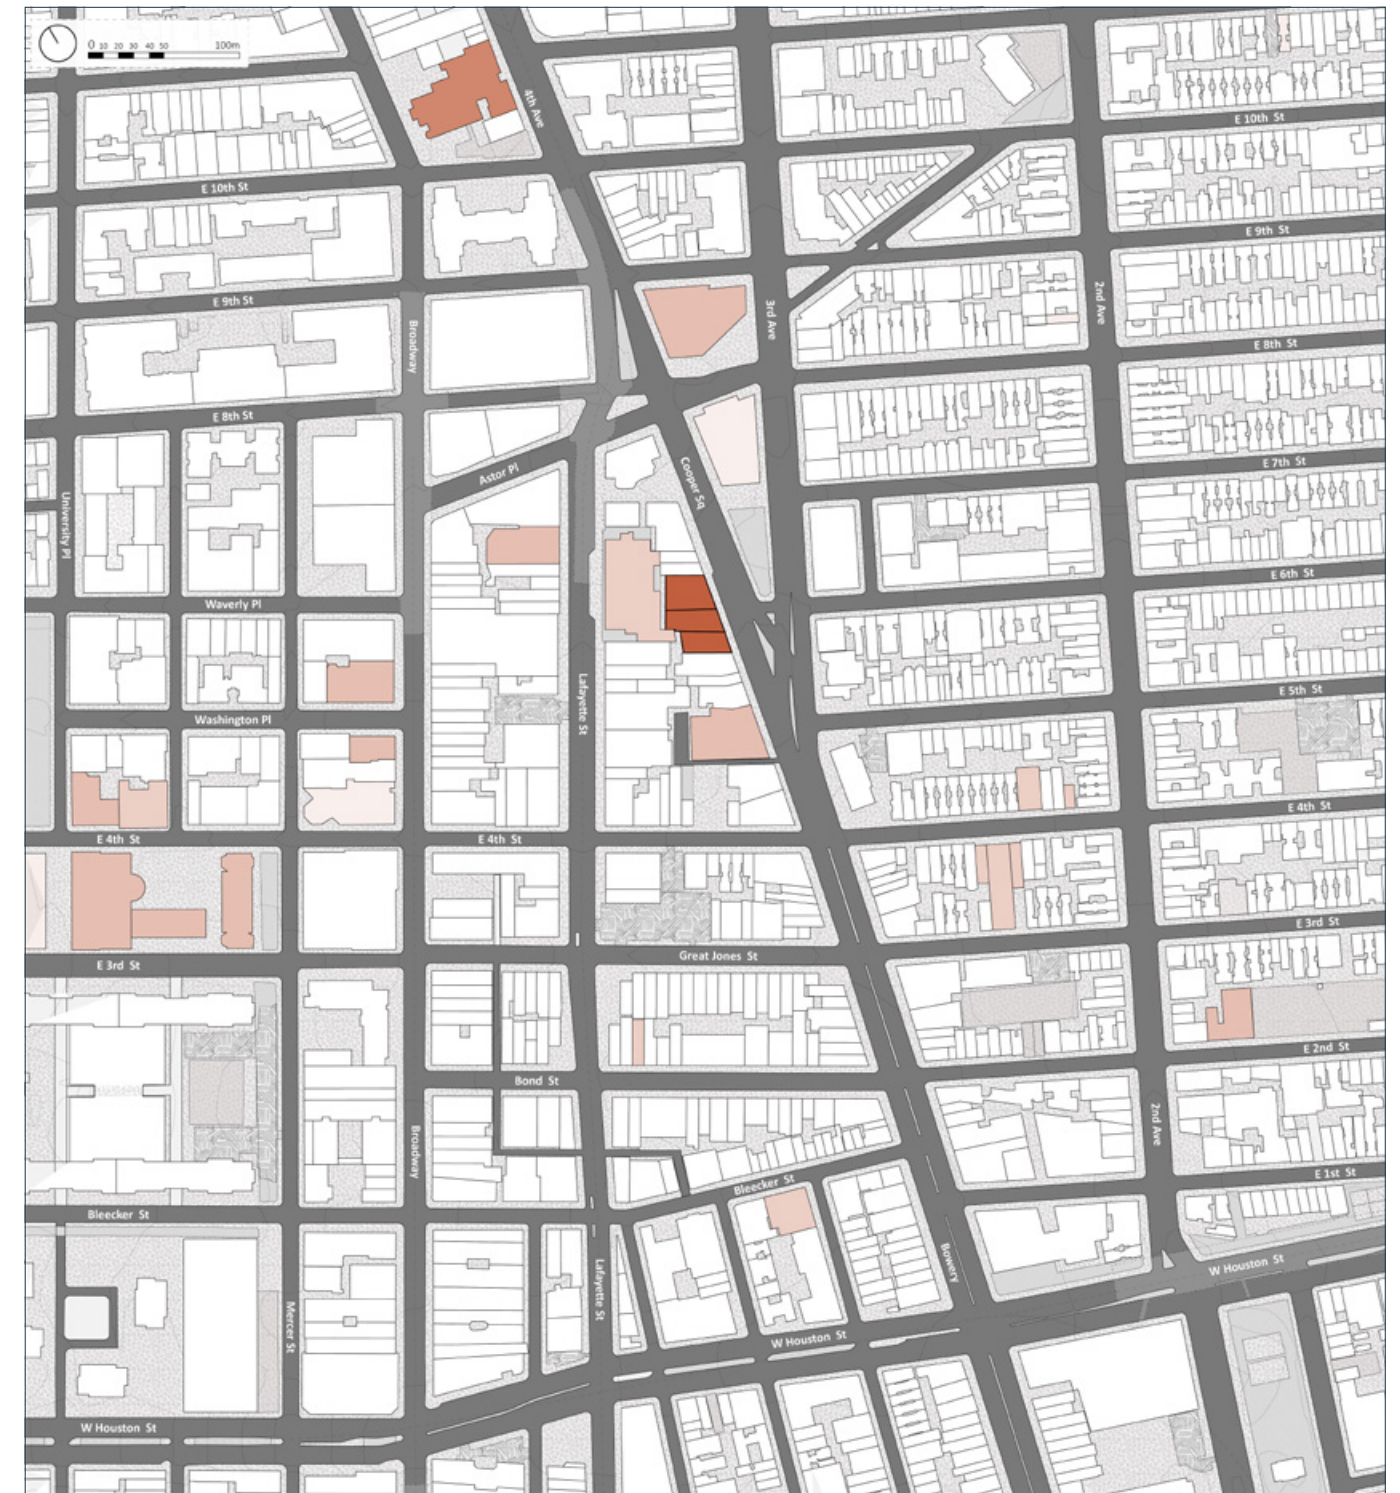 0 10 20 30 40 50 100m
4th Ave
E 10th St
E 10th St
E 9th St
E 9th St
Broadway
3rd Ave
2nd Ave
E 8th St
E 8th St
Astor Pl
Cooper Sq
E 7th St
University Pl
E 6th St
Waverly Pl
Lafayette St
Washington Pl
E 5th St
E 4th St
E 4th St
E 4th St
E 3rd St
Great Jones St
E 3rd St
E 2nd St
Bond St
2nd Ave
Broadway
E 1st St
Bleecker St
Bleecker St
Bowery
W Houston St
Lafayette St
Mercer St
W Houston St
W Houston St